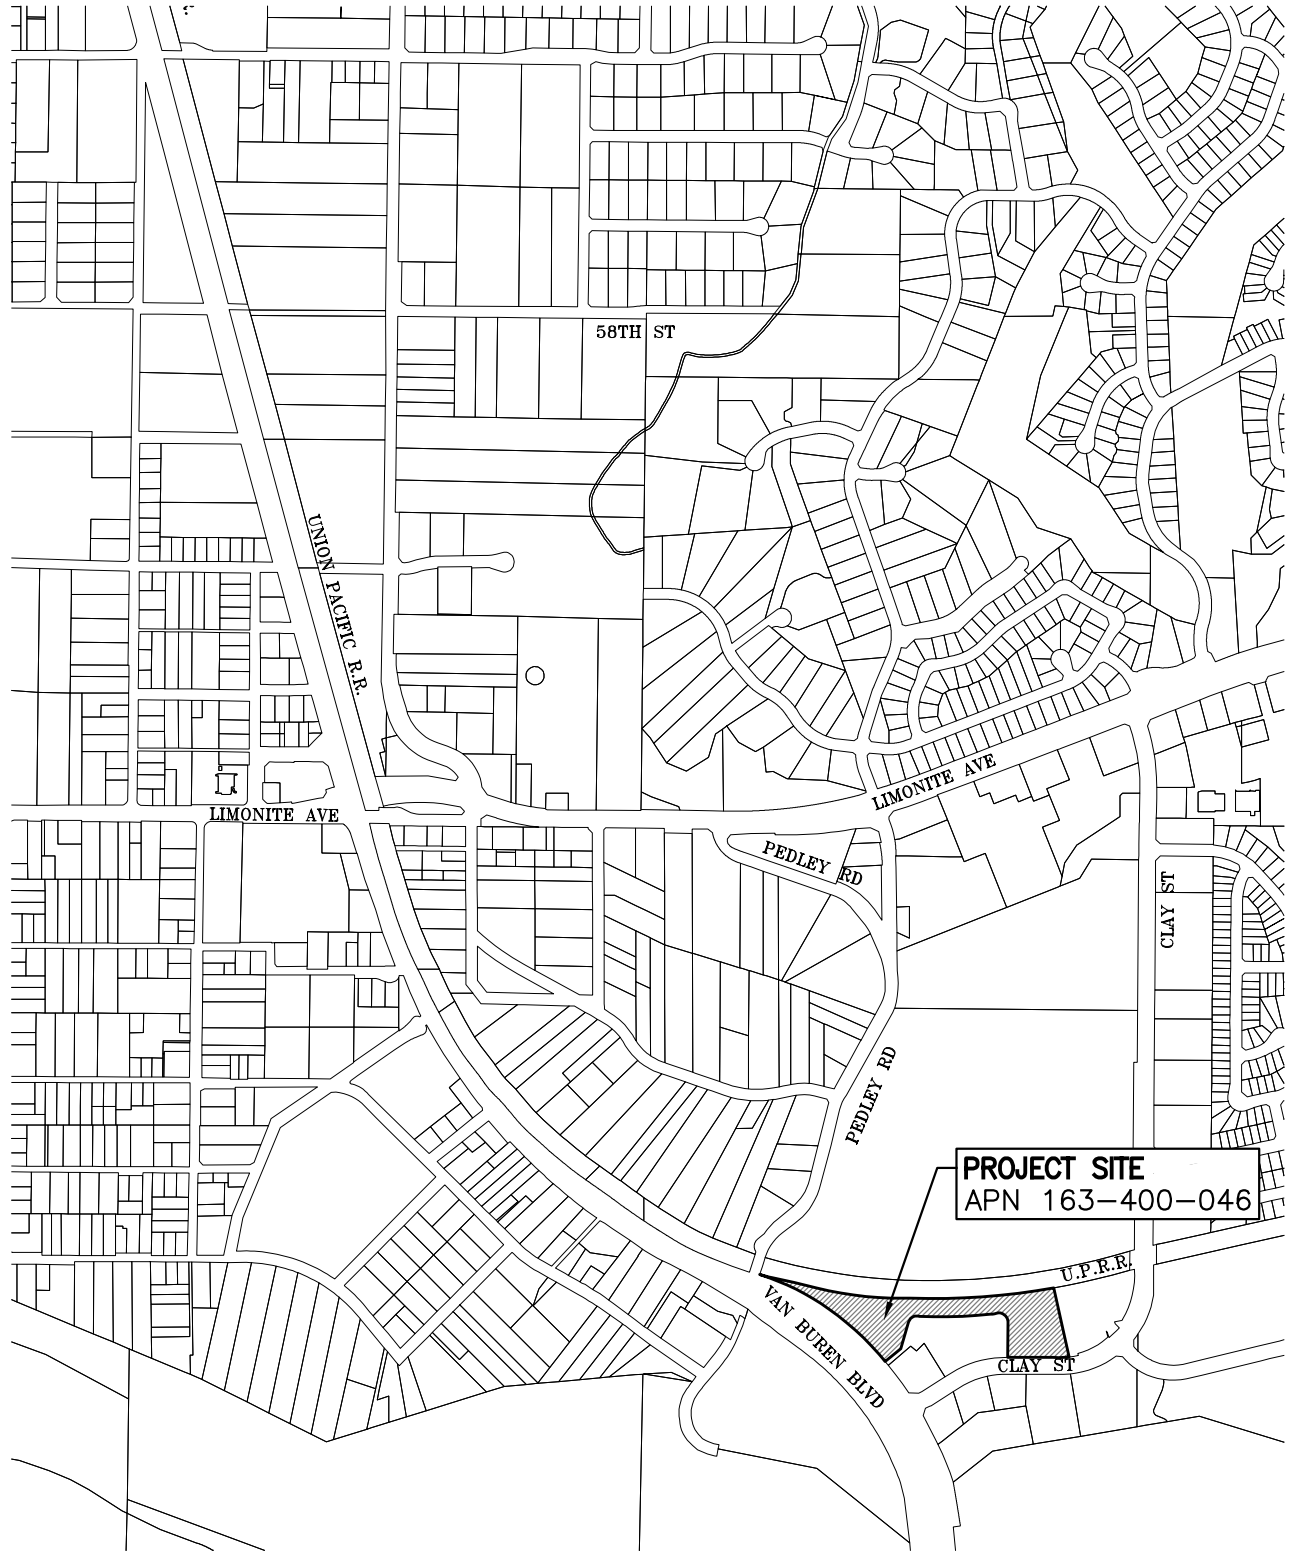 ?
58TH ST
UNION PACIFIC R.R.
LIMONITE AVE
LIMONITE AVE
PEDLEY RD
CLAY ST
PEDLEY RD
PROJECT SITE
APN 163-400-046
U.P.R.R.
VAN BUREN BLVD
CLAY ST